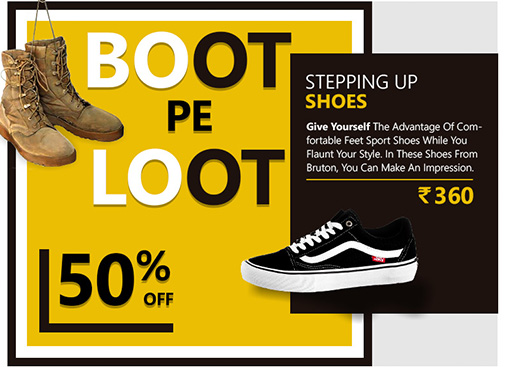 BOOT
PE
LOOT
50% OFF
STEPPING UP
SHOES
Give Yourself The Advantage Of Com-
fortable Feet Sport Shoes While You
Flaunt Your Style. In These Shoes From
Bruton, You Can Make An Impression.
₹360